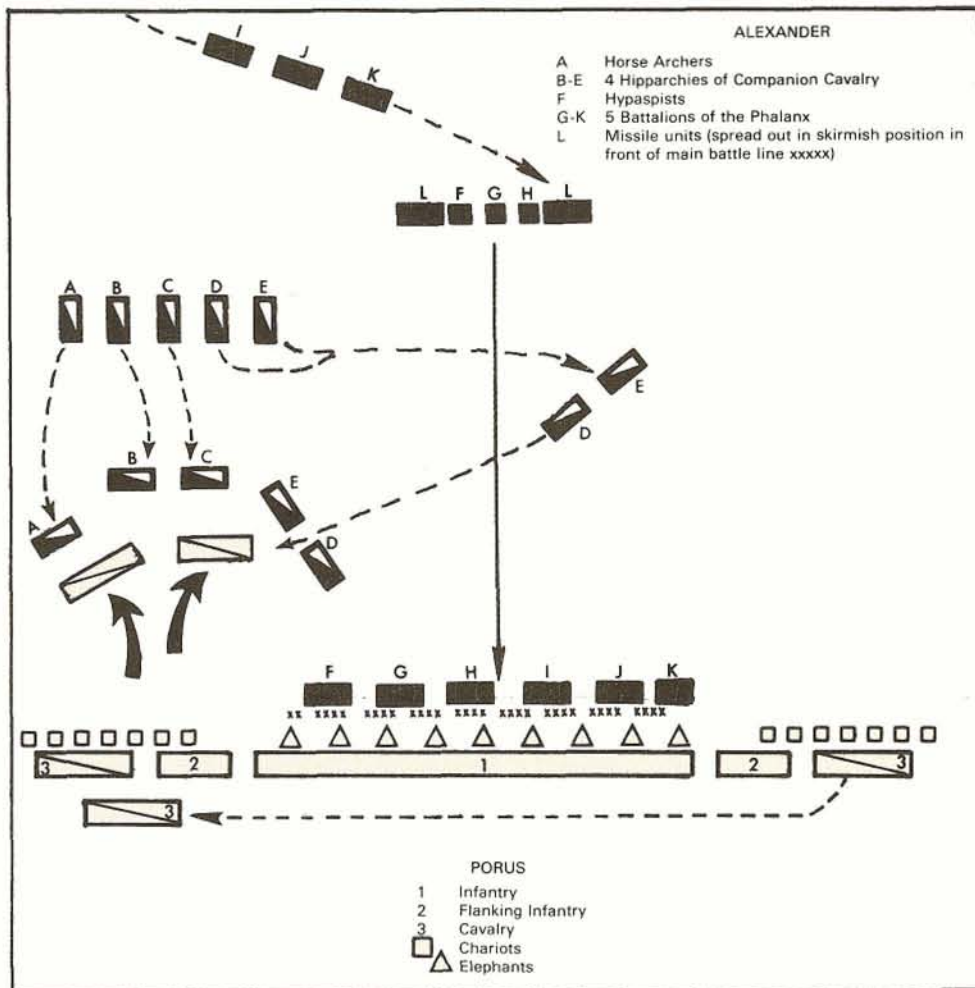 ALEXANDER
A Horse Archers
B-E 4 Hipparchies of Companion Cavalry
F Hypaspists
G-K 5 Battalions of the Phalanx
L Missile units (spread out in skirmish position in
front of main battle line xxxxx)
I
J
K
L F G H L
A B C D E
E
D
B C
E
A
D
F G H I J K
xx xxxx xxxx xxxx xxxx xxxx xxxx xxxx xxxx
3 2 1 2 3
3
PORUS
1 Infantry
2 Flanking Infantry
3 Cavalry
Chariots
Elephants